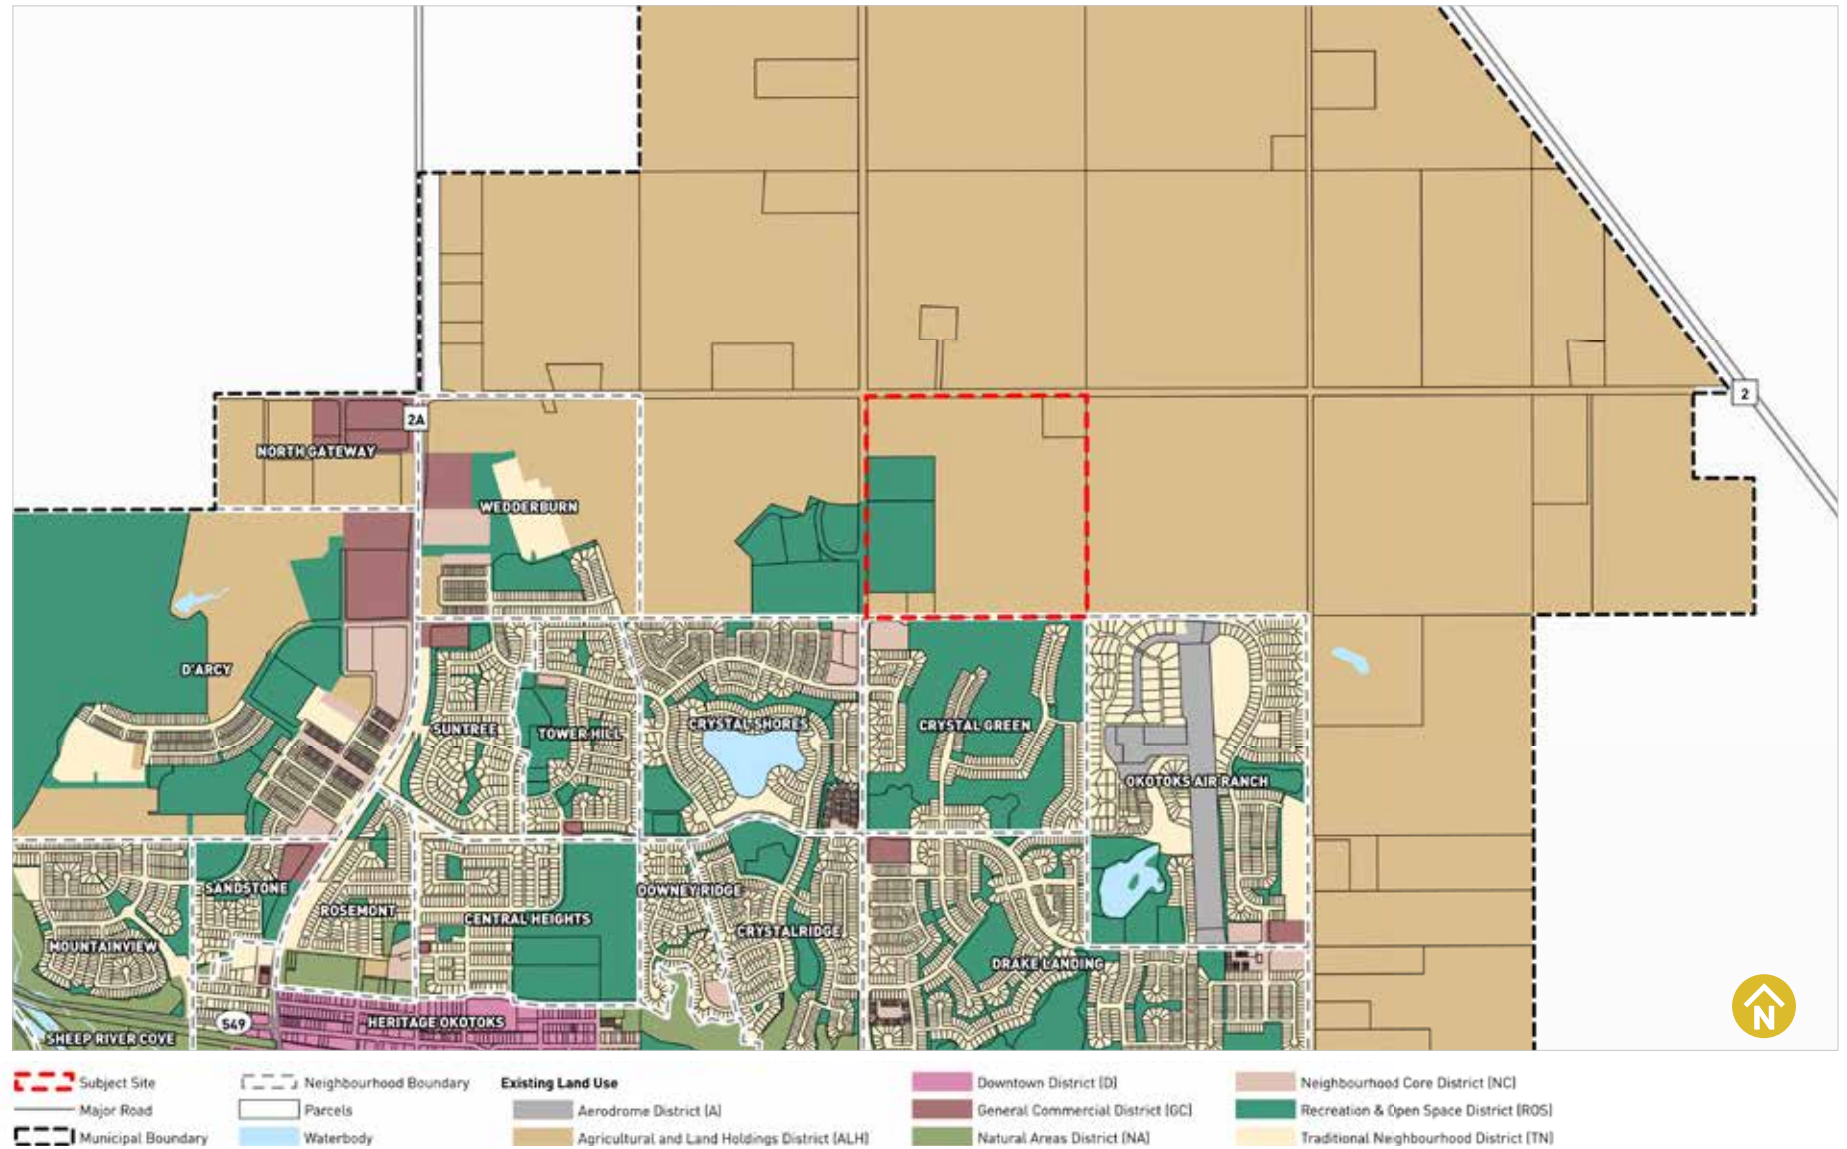 2
2A
NORTH GATEWAY
WEDDERBURN
D'ARCY
SUNTREE
TOWER HILL
CRYSTAL SHORES
CRYSTAL GREEN
OKOTOKS AIR RANCH
SANDSTONE
ROSEMONT
CENTRAL HEIGHTS
DOWNEY RIDGE
CRYSTALRIDGE
MOUNTAINVIEW
DRAKE LANDING
549
HERITAGE OKOTOKS
SHEEP RIVER COVE
N
Subject Site
Major Road
Municipal Boundary
Neighbourhood Boundary
Parcels
Waterbody
Existing Land Use
Aerodrome District (A)
Agricultural and Land Holdings District (ALH)
Downtown District (D)
General Commercial District (GC)
Natural Areas District (NA)
Neighbourhood Core District (NC)
Recreation & Open Space District (ROS)
Traditional Neighbourhood District (TN)